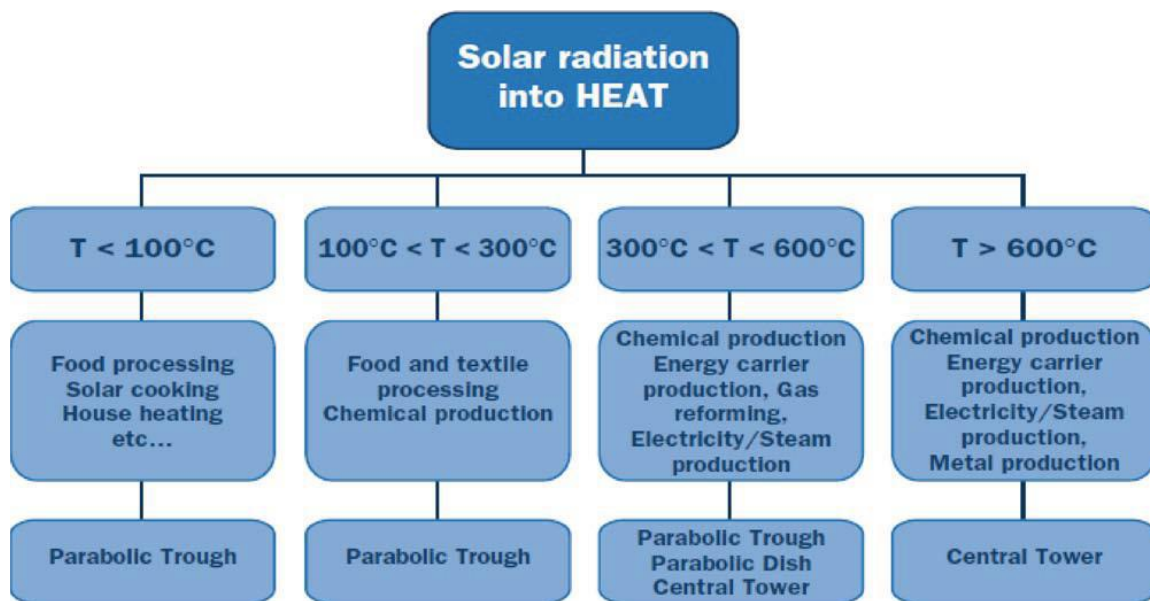 Solar radiation
into HEAT
T < 100°C
100°C < T < 300°C
300°C < T < 600°C
T > 600°C
Food processing
Solar cooking
House heating
etc...
Food and textile
processing
Chemical production
Chemical production
Energy carrier
production, Gas
reforming,
Electricity/Steam
production
Chemical production
Energy carrier
production,
Electricity/Steam
production,
Metal production
Parabolic Trough
Parabolic Trough
Parabolic Trough
Parabolic Dish
Central Tower
Central Tower